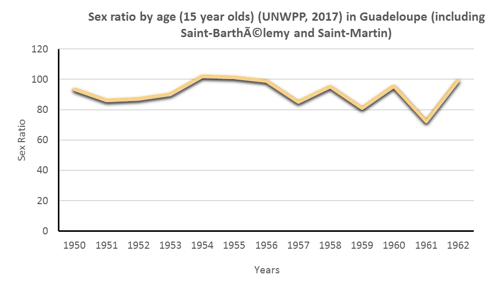 Sex ratio by age (15 year olds) (UNWPP, 2017) in Guadeloupe (including
Saint-BarthÃ©lemy and Saint-Martin)
120
100
80
60
40
20
0
Sex Ratio
1950 1951 1952 1953 1954 1955 1956 1957 1958 1959 1960 1961 1962
Years